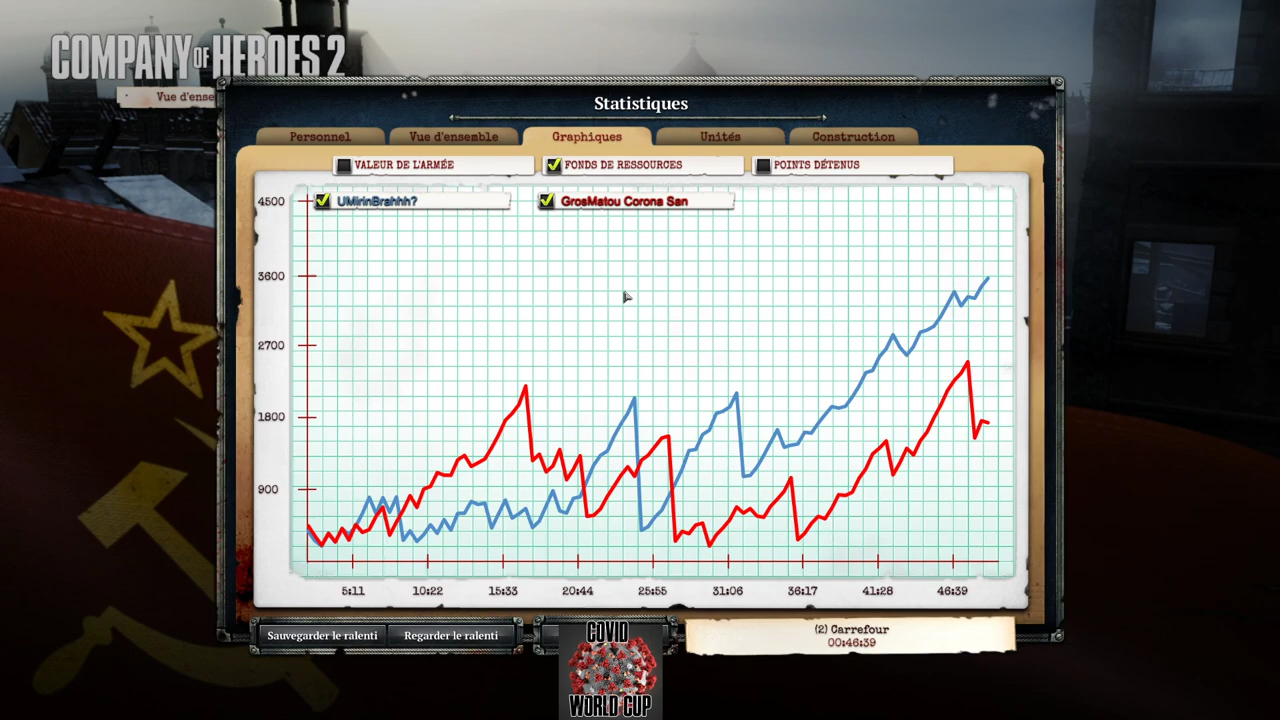 COMPANY OF HEROES 2
Vue d'ense
Statistiques
Personnel
Vue d'ensemble
Graphiques
Unités
Construction
VALEUR DE L'ARMÉE
FONDS DE RESSOURCES
POINTS DÉTENUS
UMirinBrahhh?
GrosMatou Corona San
4500
3600
2700
1800
900
5:11
10:22
15:33
20:44
25:55
31:06
36:17
41:28
46:39
Sauvegarder le ralenti
Regarder le ralenti
COVID
WORLD CUP
(2) Carrefour
00:46:39